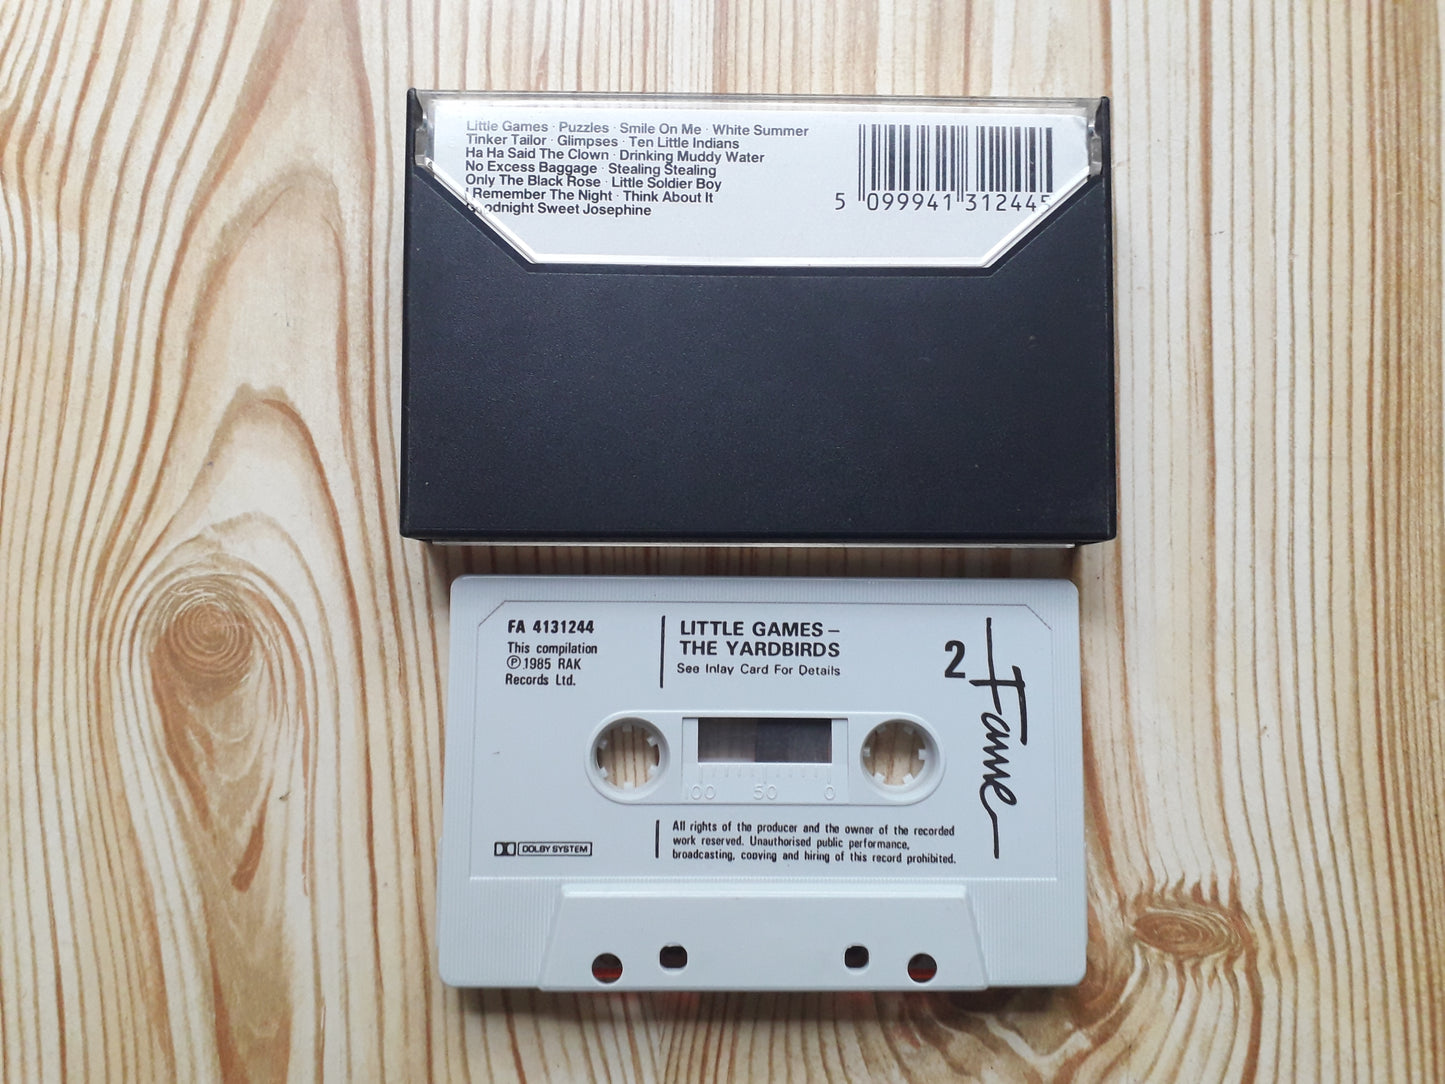 Little Games · Puzzles · Smile On Me · White Summer
Tinker Tailor · Glimpses · Ten Little Indians
Ha Ha Said The Clown · Drinking Muddy Water
No Excess Baggage · Stealing Stealing
Only The Black Rose · Little Soldier Boy
I Remember The Night · Think About It
Goodnight Sweet Josephine
5 099941 312445
FA 4131244
This compilation
℗ 1985 RAK
Records Ltd.
LITTLE GAMES –
THE YARDBIRDS
See Inlay Card For Details
2
Fame
100 50 0
DOLBY SYSTEM
All rights of the producer and the owner of the recorded
work reserved. Unauthorised public performance,
broadcasting, copying and hiring of this record prohibited.